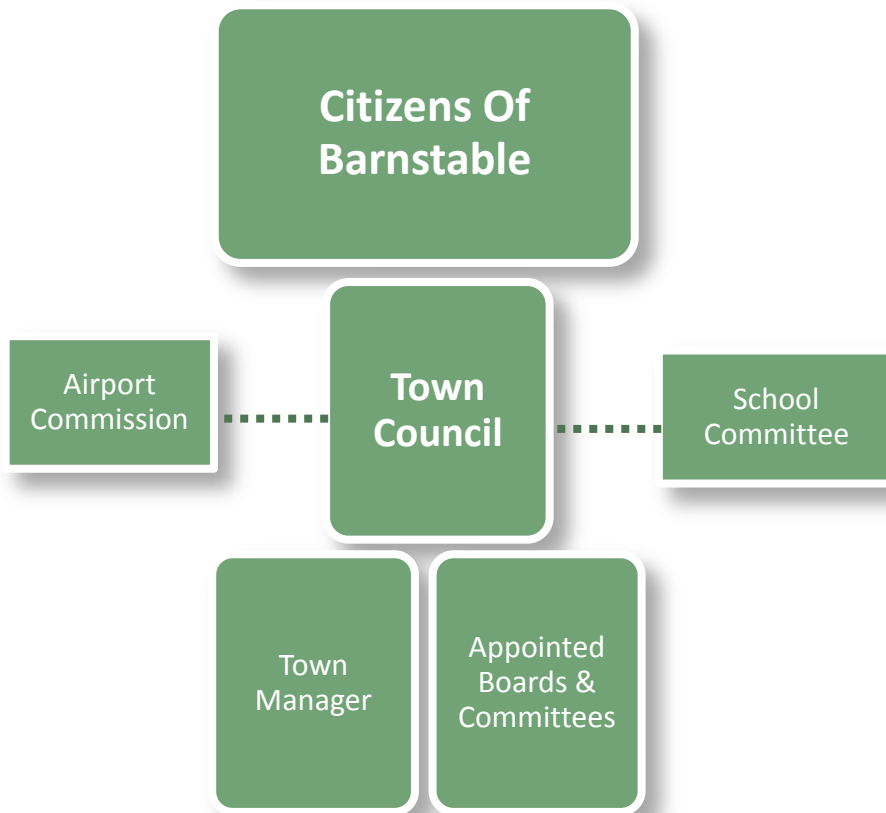 Citizens Of
Barnstable
Airport
Commission
Town
Council
School
Committee
Town
Manager
Appointed
Boards &
Committees